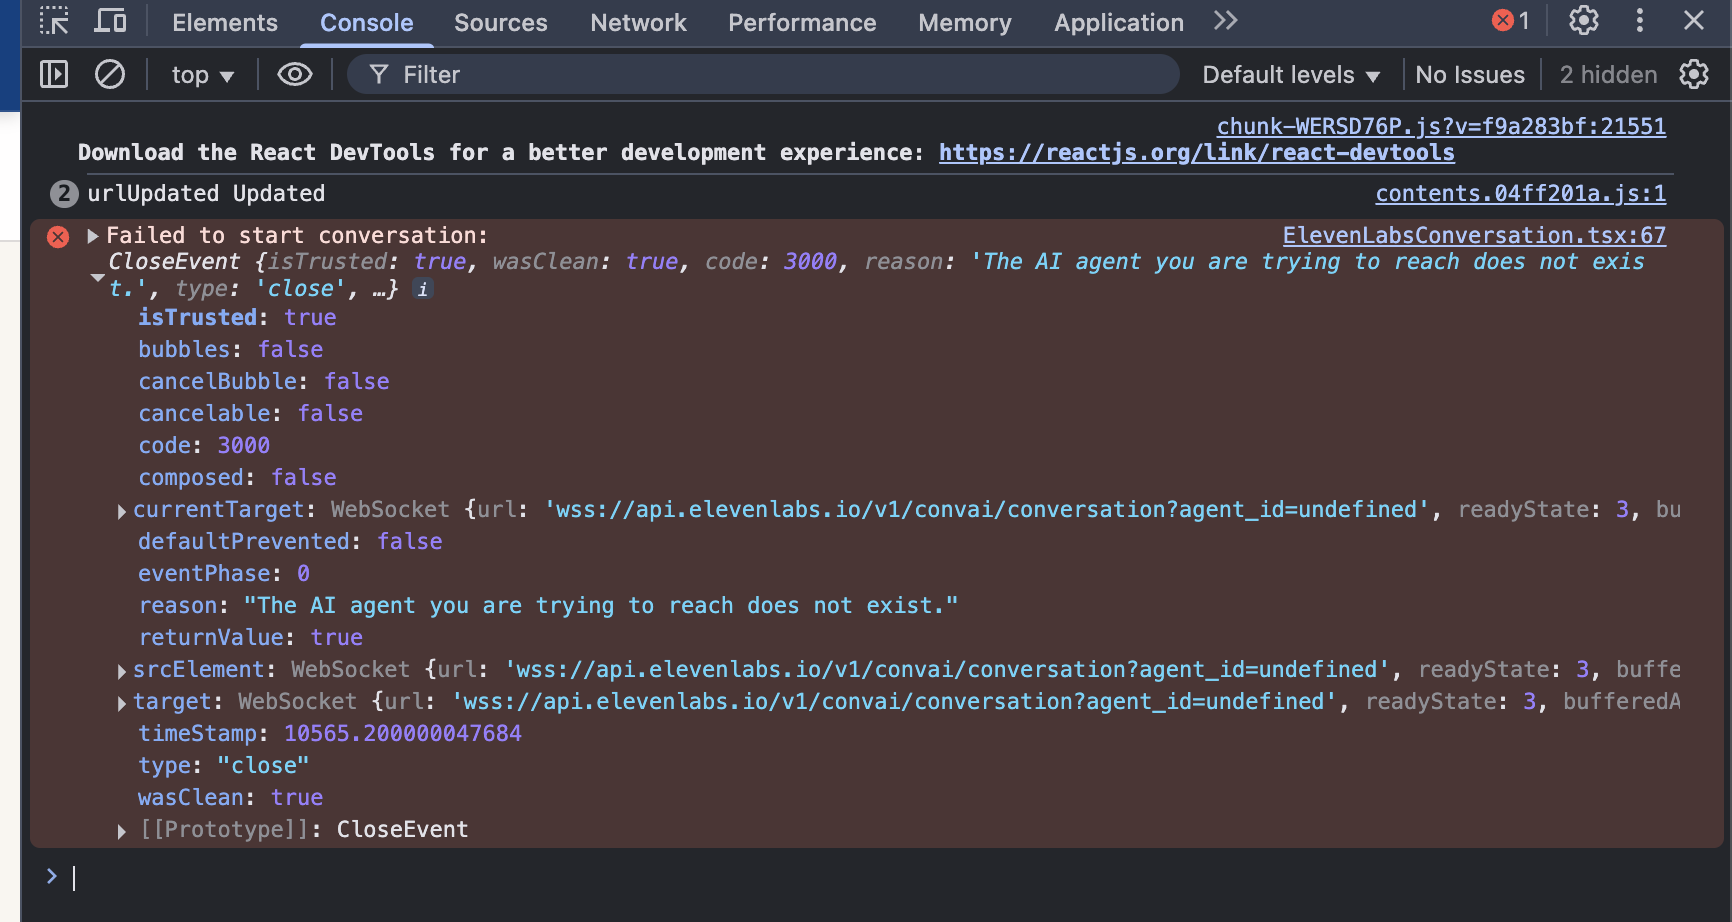 Elements Console Sources Network Performance Memory Application 1
top Filter Default levels No Issues 2 hidden
chunk-WERSD76P.js?v=f9a283bf:21551
Download the React DevTools for a better development experience: https://reactjs.org/link/react-devtools
2 urlUpdated Updated contents.04ff201a.js:1
Failed to start conversation: ElevenLabsConversation.tsx:67
CloseEvent {isTrusted: true, wasClean: true, code: 3000, reason: 'The AI agent you are trying to reach does not exis
t.', type: 'close', …} i
isTrusted: true
bubbles: false
cancelBubble: false
cancelable: false
code: 3000
composed: false
currentTarget: WebSocket {url: 'wss://api.elevenlabs.io/v1/convai/conversation?agent_id=undefined', readyState: 3, bu
defaultPrevented: false
eventPhase: 0
reason: "The AI agent you are trying to reach does not exist."
returnValue: true
srcElement: WebSocket {url: 'wss://api.elevenlabs.io/v1/convai/conversation?agent_id=undefined', readyState: 3, buffe
target: WebSocket {url: 'wss://api.elevenlabs.io/v1/convai/conversation?agent_id=undefined', readyState: 3, bufferedA
timeStamp: 10565.200000047684
type: "close"
wasClean: true
[[Prototype]]: CloseEvent